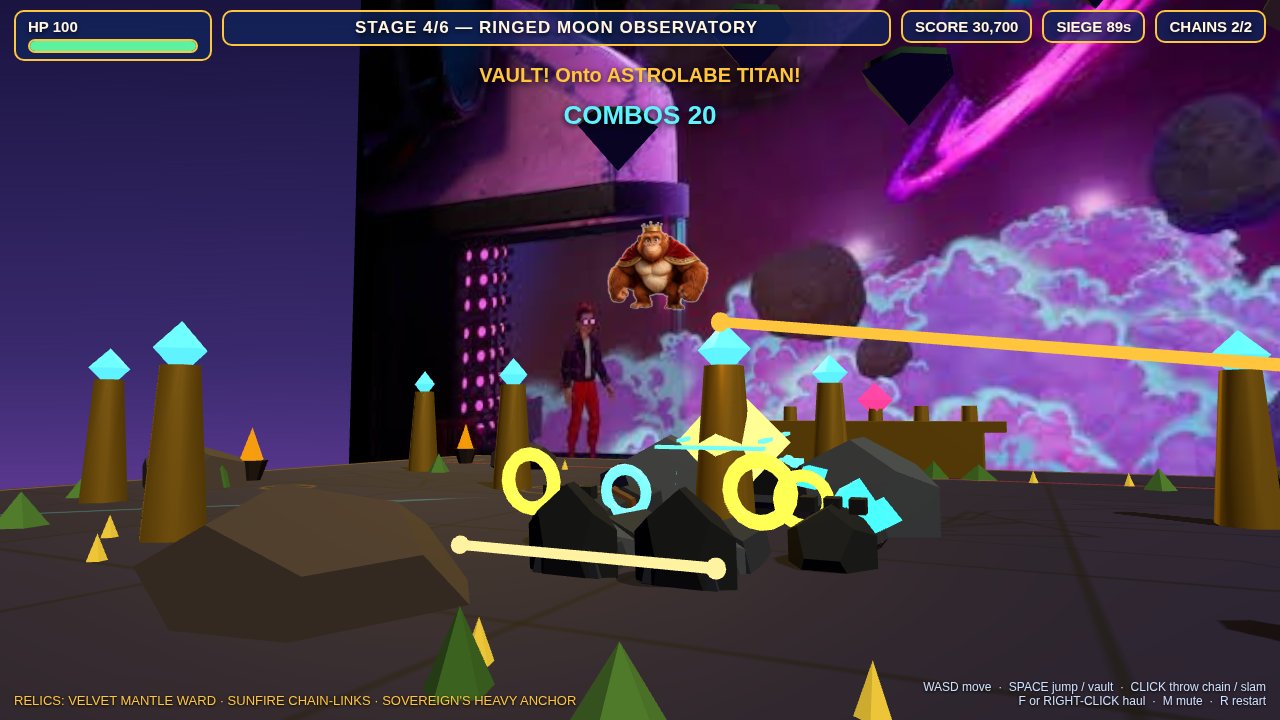 HP 100
STAGE 4/6 — RINGED MOON OBSERVATORY
SCORE 30,700
SIEGE 89s
CHAINS 2/2
VAULT! Onto ASTROLABE TITAN!
COMBOS 20
RELICS: VELVET MANTLE WARD · SUNFIRE CHAIN-LINKS · SOVEREIGN'S HEAVY ANCHOR
WASD move · SPACE jump / vault · CLICK throw chain / slam
F or RIGHT-CLICK haul · M mute · R restart